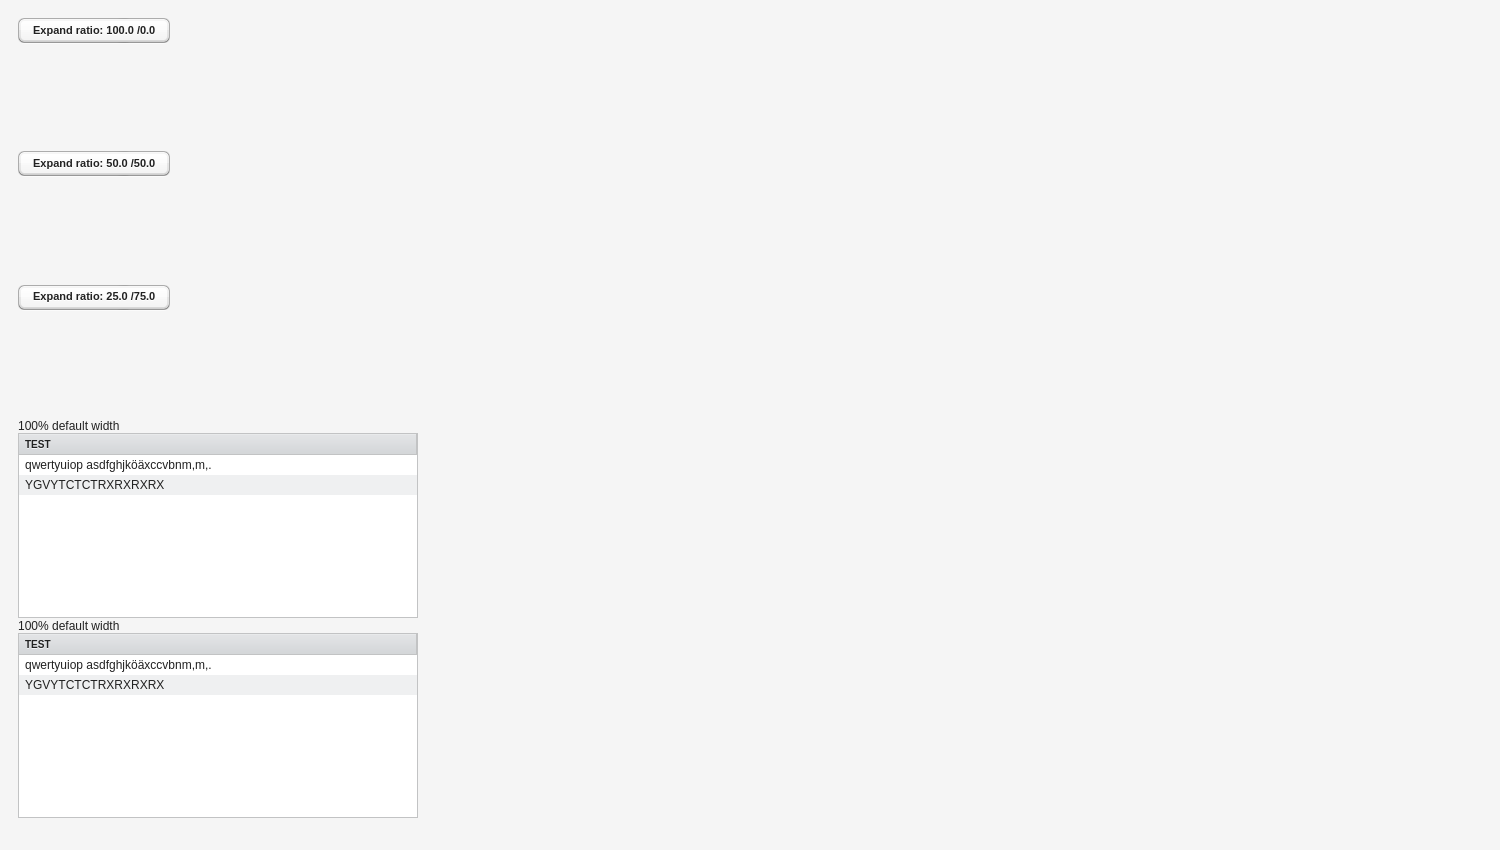 Expand ratio: 100.0 /0.0
Expand ratio: 50.0 /50.0
Expand ratio: 25.0 /75.0
100% default width
TEST
qwertyuiop asdfghjköäxccvbnm,m,.
YGVYTCTCTRXRXRXRX
100% default width
TEST
qwertyuiop asdfghjköäxccvbnm,m,.
YGVYTCTCTRXRXRXRX